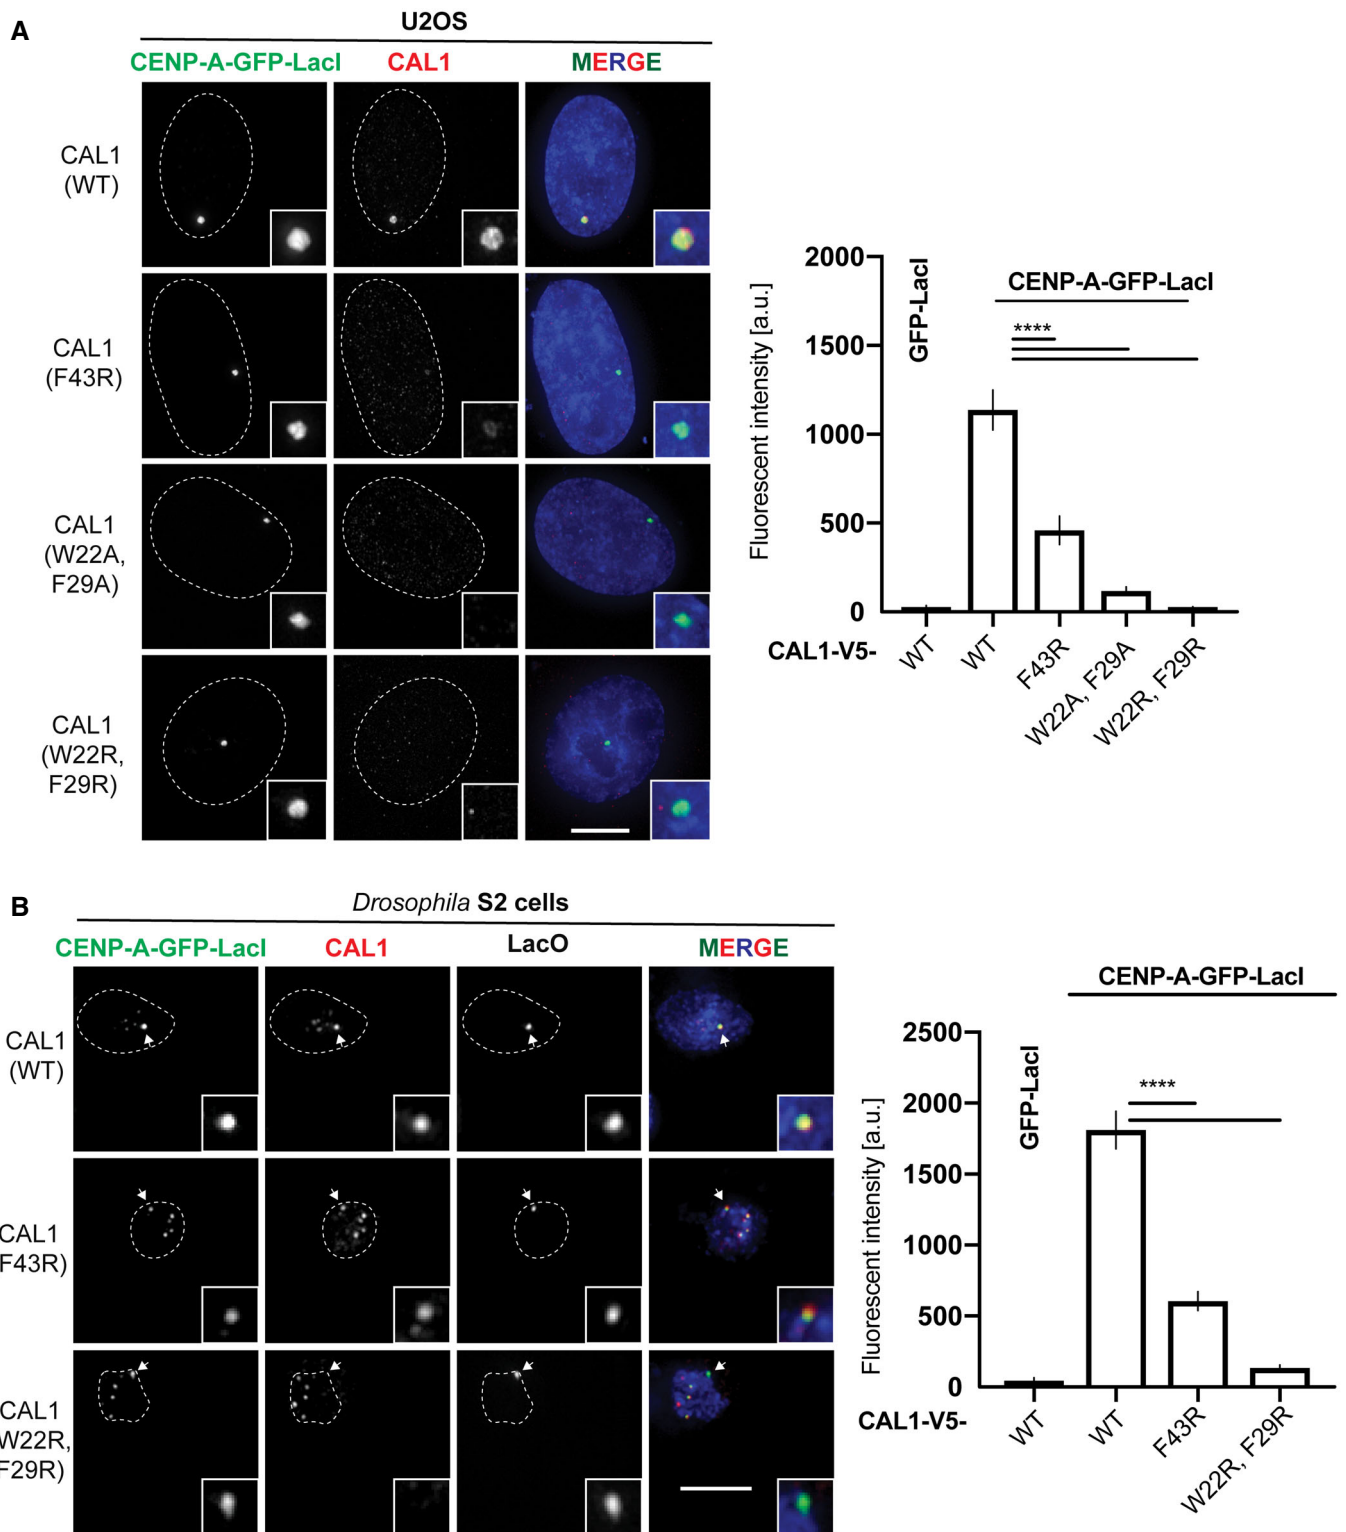 A
U2OS
CENP-A-GFP-LacI CAL1 MERGE
CAL1
(WT)
CAL1
(F43R)
CAL1
(W22A,
F29A)
CAL1
(W22R,
F29R)
2000
1500
1000
500
0
Fluorescent intensity [a.u.]
GFP-LacI
CENP-A-GFP-LacI
****
CAL1-V5-
WT
WT
F43R
W22A, F29A
W22R, F29R
B
Drosophila S2 cells
CENP-A-GFP-LacI CAL1 LacO MERGE
CAL1
(WT)
CAL1
F43R)
CAL1
W22R,
F29R)
CENP-A-GFP-LacI
2500
2000
1500
1000
500
0
Fluorescent intensity [a.u.]
GFP-LacI
****
CAL1-V5-
WT
WT
F43R
W22R, F29R